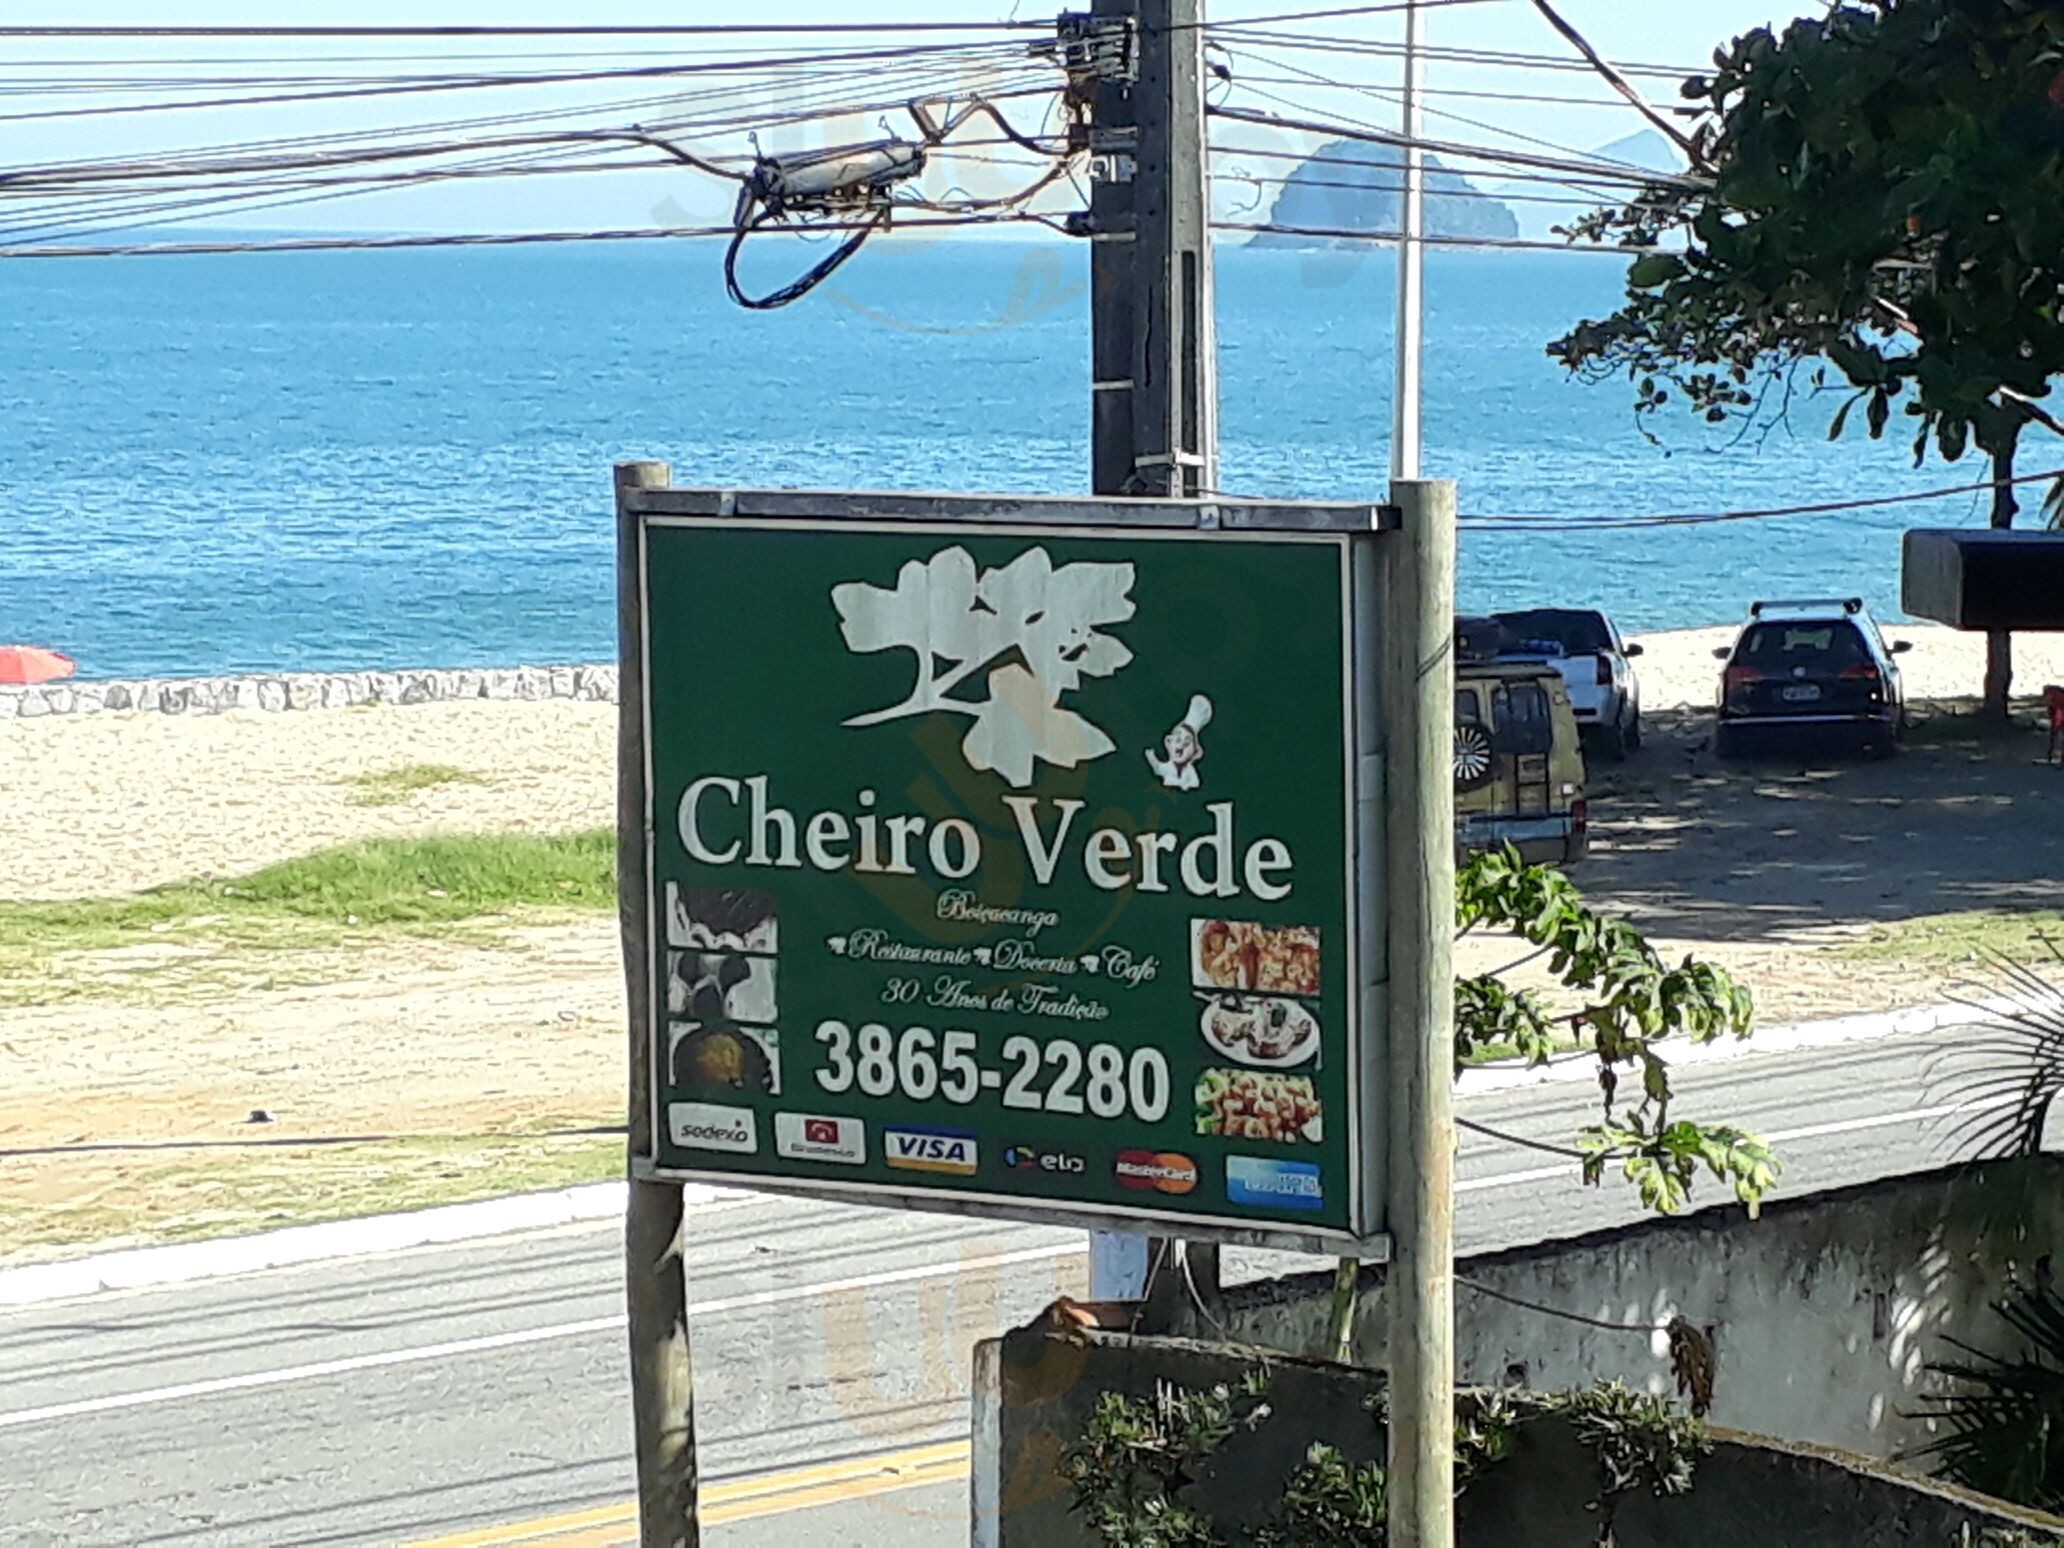 Cheiro Verde
Boiçucanga
Restaurante Doceria Café
30 Anos de Tradição
3865-2280
sodexo
VISA
elo
MasterCard